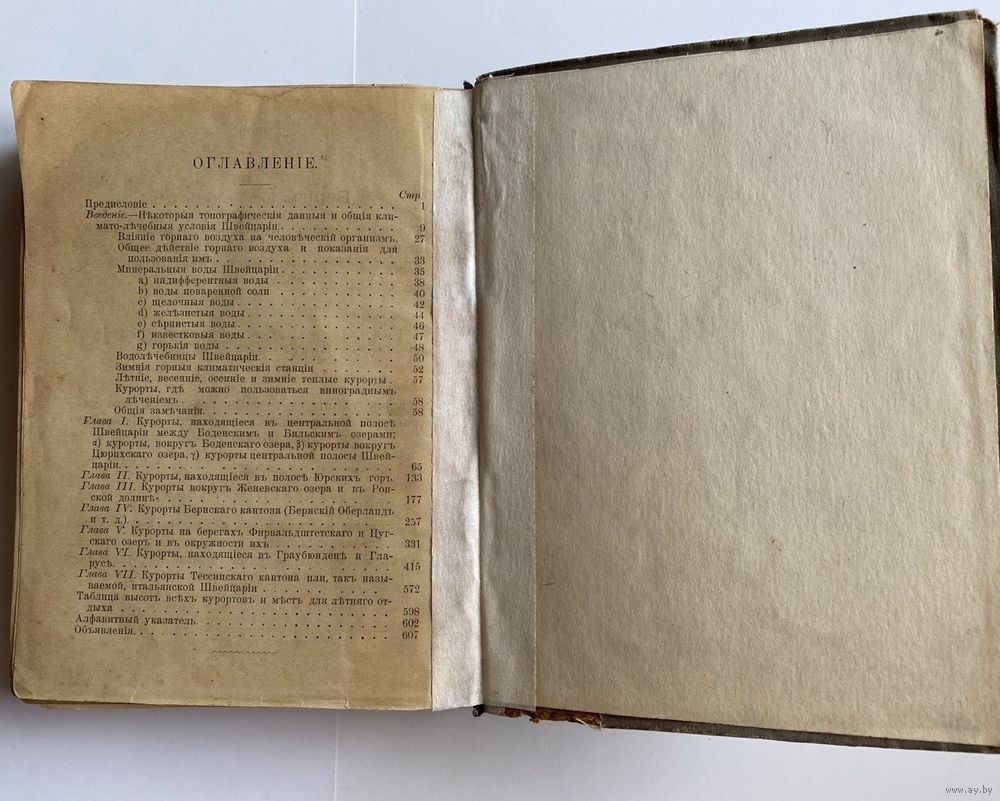 ОГЛАВЛЕНІЕ.
Стр.
Предисловіе . . . . . . . . . . . . . . . . . . . . 1
Введеніе.—Нѣкоторыя топографическія данныя и общія кли-
мато-лѣчебныя условія Швейцаріи. . . . . . . . . . 9
Вліяніе горнаго воздуха на человѣческій организмъ. 27
Общее дѣйствіе горнаго воздуха и показанія для
пользованія имъ . . . . . . . . . . . . . . 33
Минеральныя воды Швейцаріи. . . . . . . . . . 35
a) индифферентныя воды . . . . . . . . . . 38
b) воды поваренной соли . . . . . . . . . . 40
c) щелочныя воды. . . . . . . . . . . . . 42
d) желѣзистыя воды. . . . . . . . . . . . 44
e) сѣрнистыя воды. . . . . . . . . . . . . 46
f) известковыя воды. . . . . . . . . . . . 47
g) горькія воды . . . . . . . . . . . . . 48
Водолѣчебницы Швейцаріи. . . . . . . . . . . 50
Зимнія горныя климатическія станціи . . . . . . 52
Лѣтніе, весенніе, осенніе и зимніе теплые курорты. 57
Курорты, гдѣ можно пользоваться винограднымъ
лѣченіемъ. . . . . . . . . . . . . . . . 58
Общія замѣчанія. . . . . . . . . . . . . . . 58
Глава I. Курорты, находящіеся въ центральной полосѣ
Швейцаріи между Боденскимъ и Бильскимъ озерами;
α) курорты, вокругъ Боденскаго озера, β) курорты вокругъ
Цюрихскаго озера, γ) курорты центральной полосы Швей-
царіи. . . . . . . . . . . . . . . . . . . . 65
Глава II. Курорты, находящіеся въ полосѣ Юрскихъ горъ 133
Глава III. Курорты вокругъ Женевскаго озера и въ Рон-
ской долинѣ. . . . . . . . . . . . . . . . . 177
Глава IV. Курорты Бернскаго кантона (Бернскій Оберландъ
и т. д.). . . . . . . . . . . . . . . . . . . 257
Глава V. Курорты на берегахъ Фирвальдштетскаго и Цуг-
скаго озеръ и въ окружности ихъ . . . . . . . . 331
Глава VI. Курорты, находящіеся въ Граубюнденѣ и Гла-
русѣ. . . . . . . . . . . . . . . . . . . . 415
Глава VII. Курорты Тессинскаго кантона или, такъ назы-
ваемой, итальянской Швейцаріи . . . . . . . . . 572
Таблица высотъ всѣхъ курортовъ и мѣстъ для лѣтняго от-
дыха . . . . . . . . . . . . . . . . . . . . 598
Алфавитный указатель. . . . . . . . . . . . . . . 602
Объявленія. . . . . . . . . . . . . . . . . . . . 607
www.ay.by